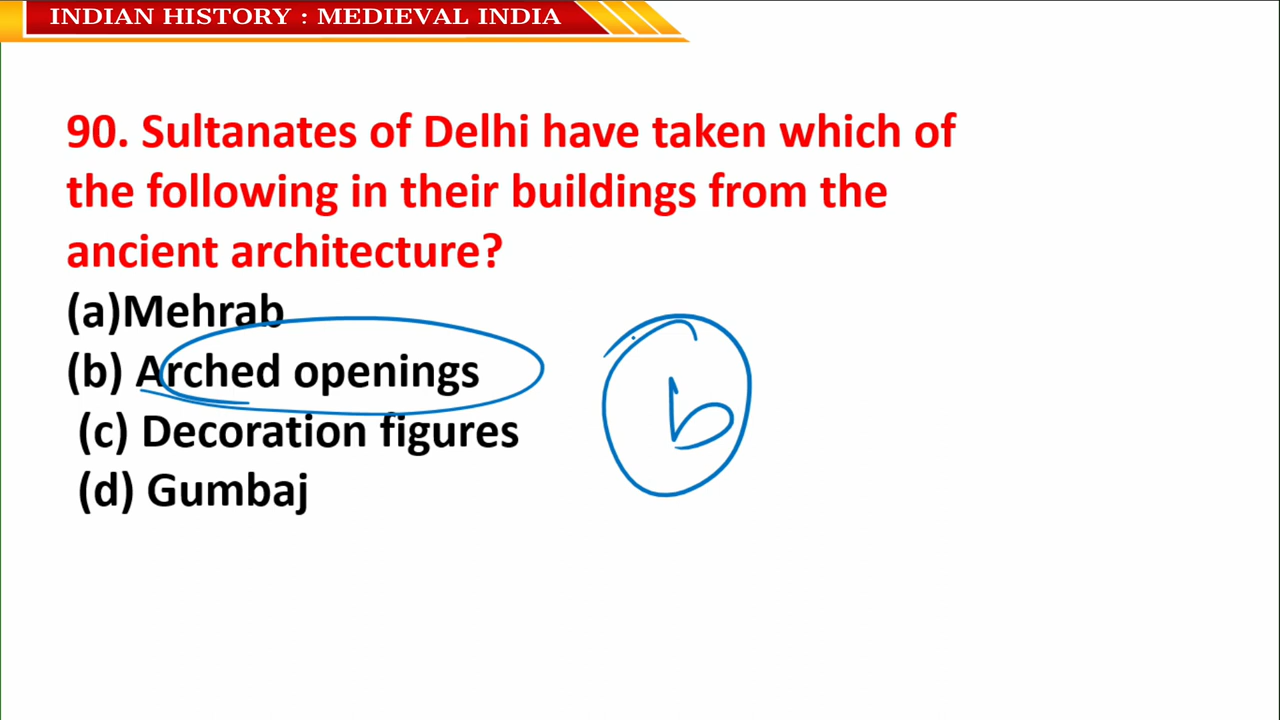 INDIAN HISTORY : MEDIEVAL INDIA
90. Sultanates of Delhi have taken which of
the following in their buildings from the
ancient architecture?
(a)Mehrab
(b) Arched openings
b
(c) Decoration figures
(d) Gumbaj